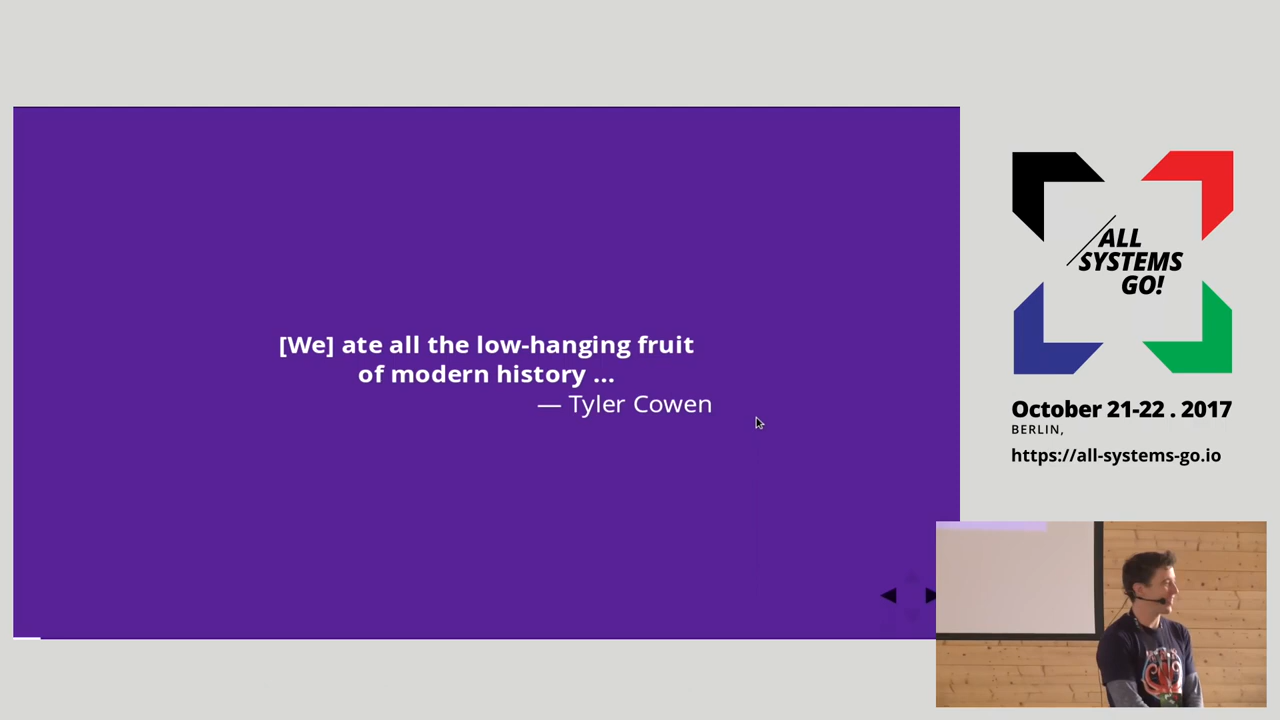 [We] ate all the low-hanging fruit
of modern history ...
— Tyler Cowen
ALL
SYSTEMS
GO!
October 21-22 . 2017
BERLIN,
https://all-systems-go.io